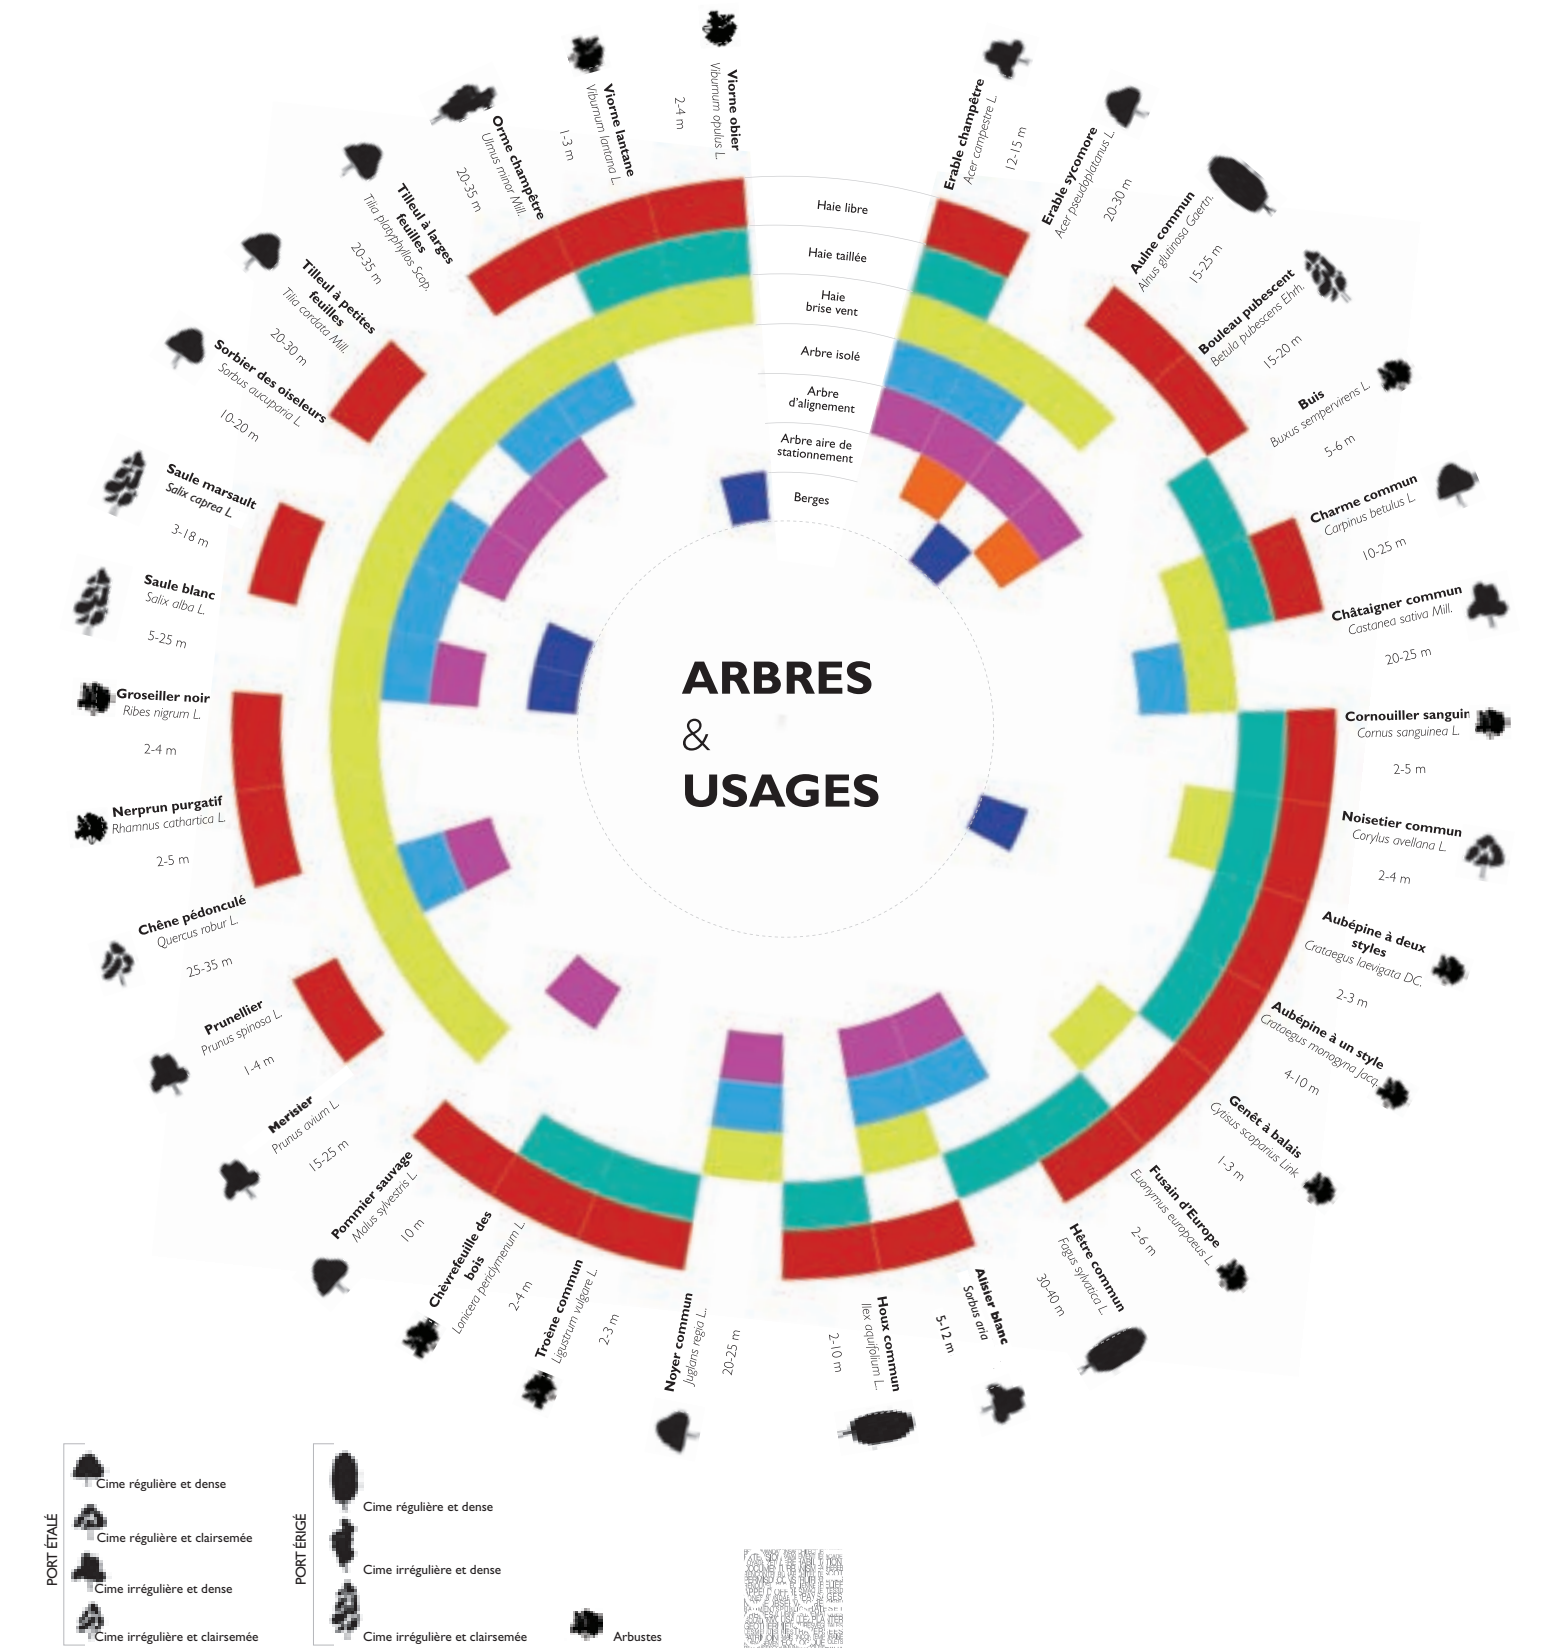 Viorne obier
Viburnum opulus L.
2-4 m
Erable champêtre
Acer campestre L.
12-15 m
Erable sycomore
Acer pseudoplatanus L.
20-30 m
Aulne commun
Alnus glutinosa Gaertn.
15-25 m
Bouleau pubescent
Betula pubescens Ehrh.
15-20 m
Buis
Buxus sempervirens L.
5-6 m
Charme commun
Carpinus betulus L.
10-25 m
Châtaigner commun
Castanea sativa Mill.
20-25 m
Cornouiller sanguin
Cornus sanguinea L.
2-5 m
Noisetier commun
Corylus avellana L.
2-4 m
Aubépine à deux
styles
Crataegus laevigata DC.
2-3 m
Aubépine à un style
Crataegus monogyna Jacq.
4-10 m
Genêt à balais
Cytisus scoparius Link
1-3 m
Fusain d'Europe
Euonymus europaeus L.
2-6 m
Hêtre commun
Fagus sylvatica L.
30-40 m
Alisier blanc
Sorbus aria
5-12 m
Houx commun
Ilex aquifolium L.
2-10 m
Noyer commun
Juglans regia L.
20-25 m
Troène commun
Ligustrum vulgare L.
2-3 m
Chèvrefeuille des
bois
Lonicera periclymenum L.
2-4 m
Pommier sauvage
Malus sylvestris L.
10 m
Merisier
Prunus avium L.
15-25 m
Prunellier
Prunus spinosa L.
1-4 m
Chêne pédonculé
Quercus robur L.
25-35 m
Nerprun purgatif
Rhamnus cathartica L.
2-5 m
Groseiller noir
Ribes nigrum L.
2-4 m
Saule blanc
Salix alba L.
5-25 m
Saule marsault
Salix caprea L.
3-18 m
Sorbier des oiseleurs
Sorbus aucuparia L.
10-20 m
Tilleul à petites
feuilles
Tilia cordata Mill.
20-30 m
Tilleul à larges
feuilles
Tilia platyphyllos Scop.
20-35 m
Orme champêtre
Ulmus minor Mill.
20-35 m
Viorne lantane
Viburnum lantana L.
1-3 m
Haie libre
Haie taillée
Haie
brise vent
Arbre isolé
Arbre
d'alignement
Arbre aire de
stationnement
Berges
ARBRES
&
USAGES
PORT ÉTALÉ
Cime régulière et dense
Cime régulière et clairsemée
Cime irrégulière et dense
Cime irrégulière et clairsemée
PORT ÉRIGÉ
Cime régulière et dense
Cime irrégulière et dense
Cime irrégulière et clairsemée
Arbustes